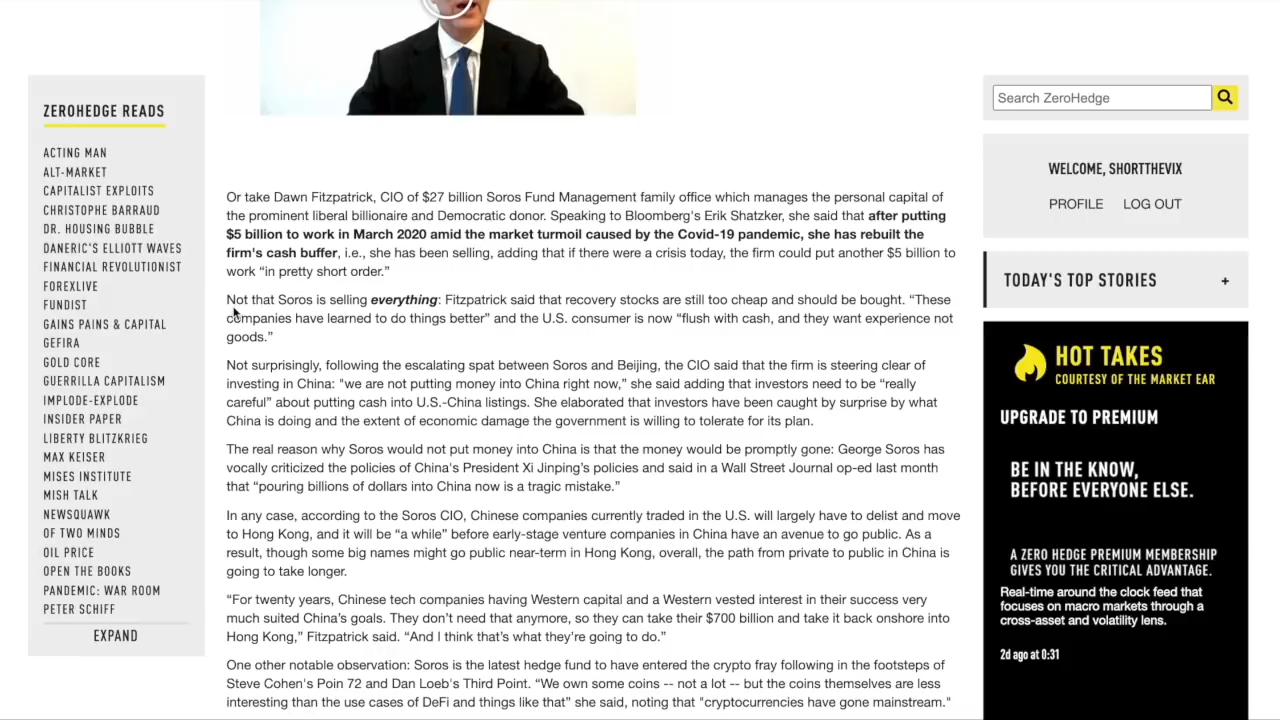 ZEROHEDGE READS
ACTING MAN
ALT-MARKET
CAPITALIST EXPLOITS
CHRISTOPHE BARRAUD
DR. HOUSING BUBBLE
DANERIC'S ELLIOTT WAVES
FINANCIAL REVOLUTIONIST
FOREXLIVE
FUNDIST
GAINS PAINS & CAPITAL
GEFIRA
GOLD CORE
GUERRILLA CAPITALISM
IMPLODE-EXPLODE
INSIDER PAPER
LIBERTY BLITZKRIEG
MAX KEISER
MISES INSTITUTE
MISH TALK
NEWSQUAWK
OF TWO MINDS
OIL PRICE
OPEN THE BOOKS
PANDEMIC: WAR ROOM
PETER SCHIFF
EXPAND
Or take Dawn Fitzpatrick, CIO of $27 billion Soros Fund Management family office which manages the personal capital of
the prominent liberal billionaire and Democratic donor. Speaking to Bloomberg's Erik Shatzker, she said that after putting
$5 billion to work in March 2020 amid the market turmoil caused by the Covid-19 pandemic, she has rebuilt the
firm's cash buffer, i.e., she has been selling, adding that if there were a crisis today, the firm could put another $5 billion to
work “in pretty short order.”
Not that Soros is selling everything: Fitzpatrick said that recovery stocks are still too cheap and should be bought. “These
companies have learned to do things better” and the U.S. consumer is now “flush with cash, and they want experience not
goods.”
Not surprisingly, following the escalating spat between Soros and Beijing, the CIO said that the firm is steering clear of
investing in China: "we are not putting money into China right now,” she said adding that investors need to be “really
careful” about putting cash into U.S.-China listings. She elaborated that investors have been caught by surprise by what
China is doing and the extent of economic damage the government is willing to tolerate for its plan.
The real reason why Soros would not put money into China is that the money would be promptly gone: George Soros has
vocally criticized the policies of China's President Xi Jinping’s policies and said in a Wall Street Journal op-ed last month
that “pouring billions of dollars into China now is a tragic mistake.”
In any case, according to the Soros CIO, Chinese companies currently traded in the U.S. will largely have to delist and move
to Hong Kong, and it will be “a while” before early-stage venture companies in China have an avenue to go public. As a
result, though some big names might go public near-term in Hong Kong, overall, the path from private to public in China is
going to take longer.
“For twenty years, Chinese tech companies having Western capital and a Western vested interest in their success very
much suited China’s goals. They don’t need that anymore, so they can take their $700 billion and take it back onshore into
Hong Kong,” Fitzpatrick said. “And I think that’s what they’re going to do.”
One other notable observation: Soros is the latest hedge fund to have entered the crypto fray following in the footsteps of
Steve Cohen's Poin 72 and Dan Loeb's Third Point. “We own some coins -- not a lot -- but the coins themselves are less
interesting than the use cases of DeFi and things like that” she said, noting that "cryptocurrencies have gone mainstream."
Search ZeroHedge
WELCOME, SHORTTHEVIX
PROFILE LOG OUT
TODAY'S TOP STORIES +
HOT TAKES
COURTESY OF THE MARKET EAR
UPGRADE TO PREMIUM
BE IN THE KNOW,
BEFORE EVERYONE ELSE.
A ZERO HEDGE PREMIUM MEMBERSHIP
GIVES YOU THE CRITICAL ADVANTAGE.
Real-time around the clock feed that
focuses on macro markets through a
cross-asset and volatility lens.
2d ago at 0:31